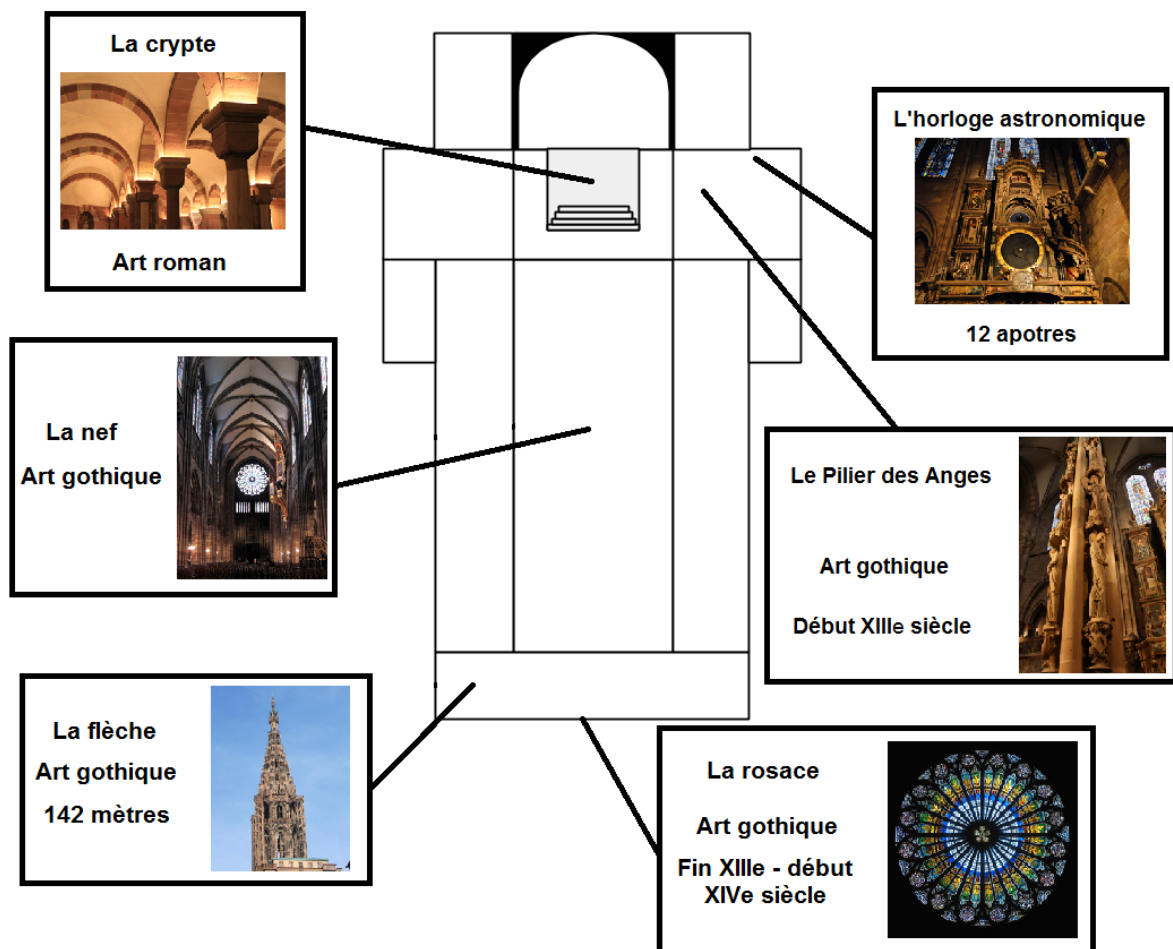 La crypte
Art roman
L'horloge astronomique
12 apotres
La nef
Art gothique
Le Pilier des Anges
Art gothique
Début XIIIe siècle
La flèche
Art gothique
142 mètres
La rosace
Art gothique
Fin XIIIe - début
XIVe siècle